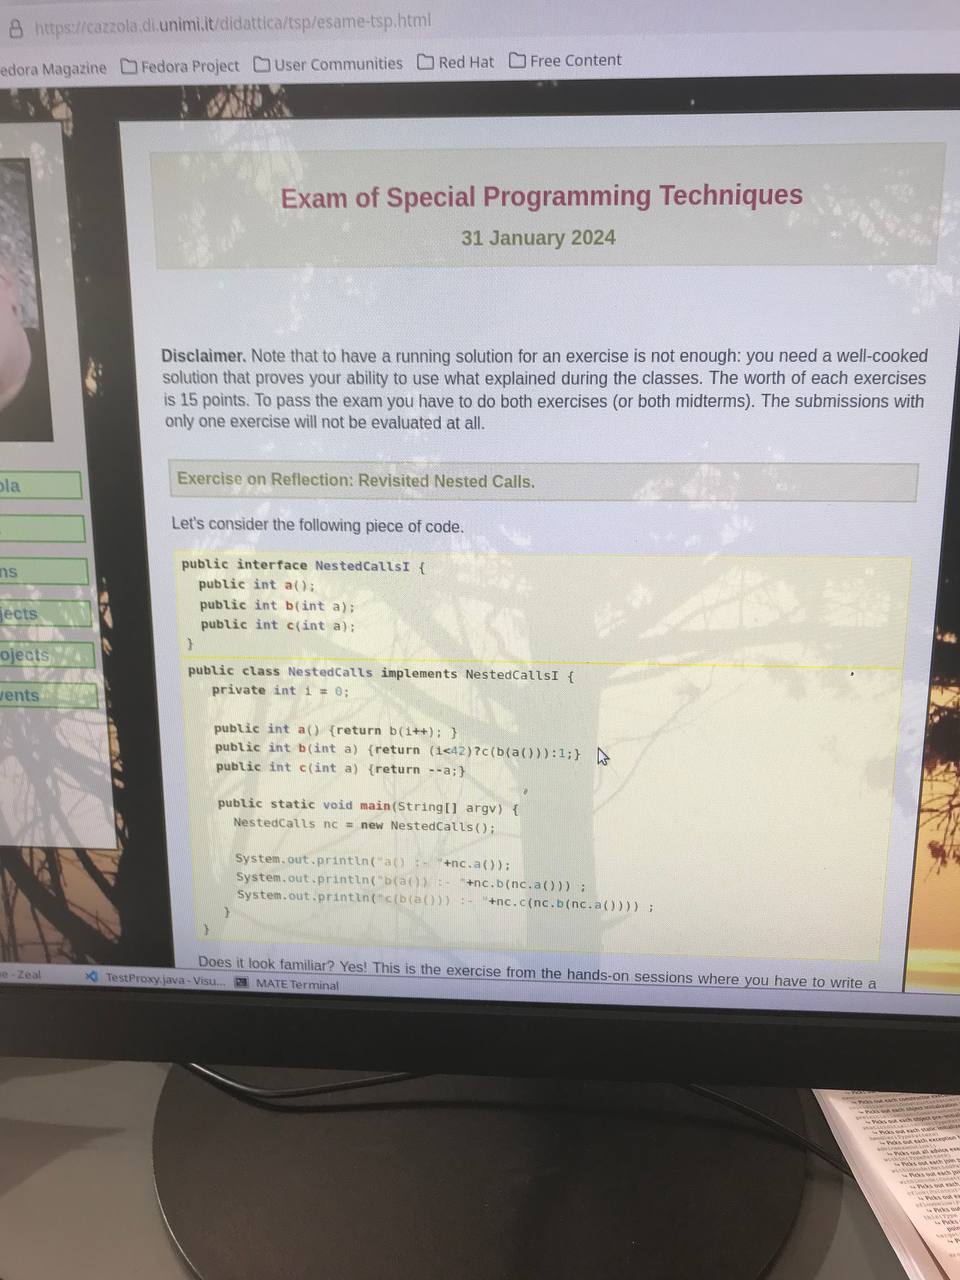 https://cazzola.di.unimi.it/didattica/tsp/esame-tsp.html
edora Magazine Fedora Project User Communities Red Hat Free Content
Exam of Special Programming Techniques
31 January 2024
Disclaimer. Note that to have a running solution for an exercise is not enough: you need a well-cooked
solution that proves your ability to use what explained during the classes. The worth of each exercises
is 15 points. To pass the exam you have to do both exercises (or both midterms). The submissions with
only one exercise will not be evaluated at all.
ola
ns
jects
ojects
vents
Exercise on Reflection: Revisited Nested Calls.
Let's consider the following piece of code.
public interface NestedCallsI {
public int a();
public int b(int a);
public int c(int a);
}
public class NestedCalls implements NestedCallsI {
private int i = 0;
public int a() {return b(i++); }
public int b(int a) {return (i<42)?c(b(a())):1;}
public int c(int a) {return --a;}
public static void main(String[] argv) {
NestedCalls nc = new NestedCalls();
System.out.println("a() :- "+nc.a());
System.out.println("b(a()) :- "+nc.b(nc.a())) ;
System.out.println("c(b(a())) :- "+nc.c(nc.b(nc.a()))) ;
}
}
Does it look familiar? Yes! This is the exercise from the hands-on sessions where you have to write a
e - Zeal TestProxy.java - Visu... MATE Terminal